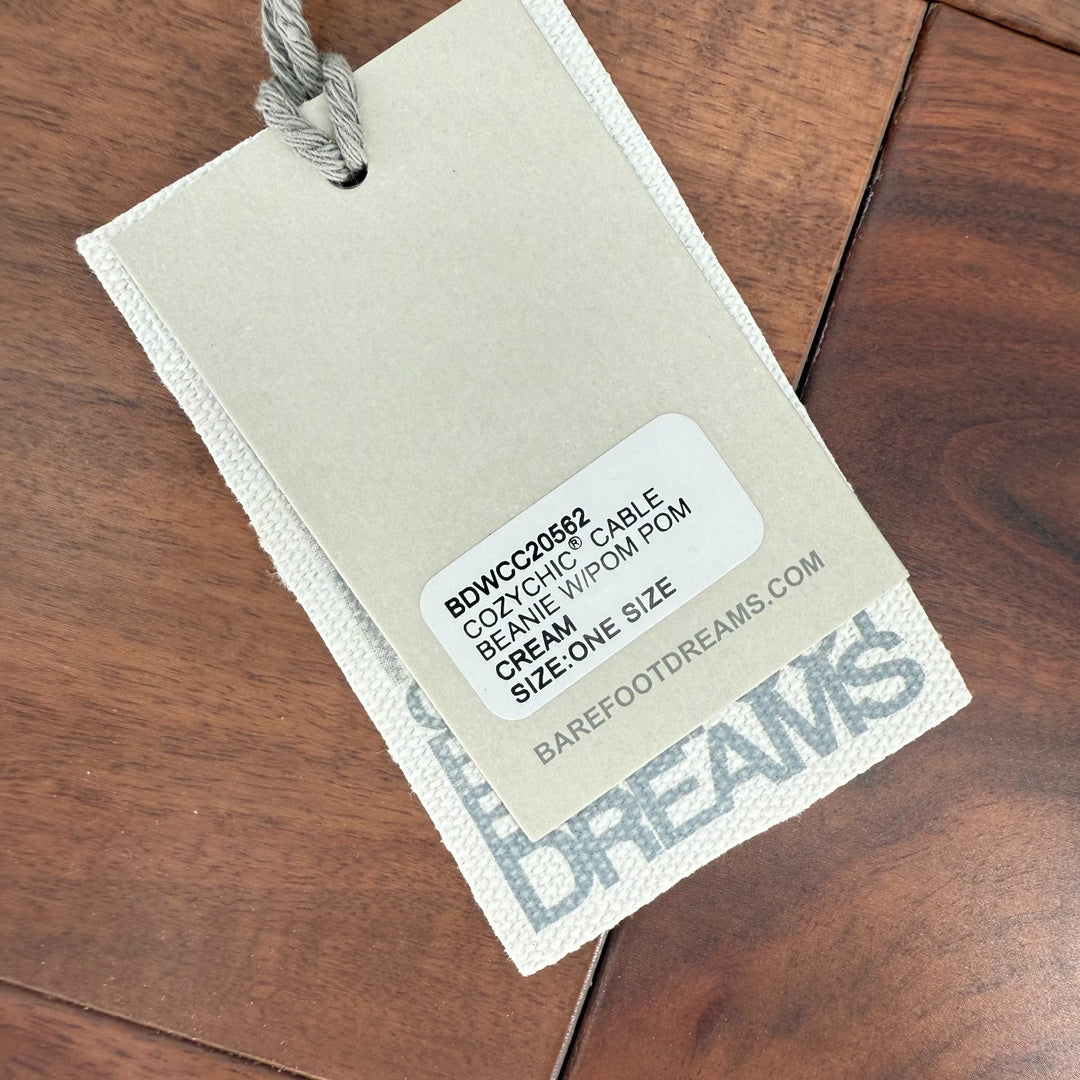 BDWCC20562
COZYCHIC® CABLE
BEANIE W/POM POM
CREAM
SIZE:ONE SIZE
BAREFOOTDREAMS.COM
DREAMS